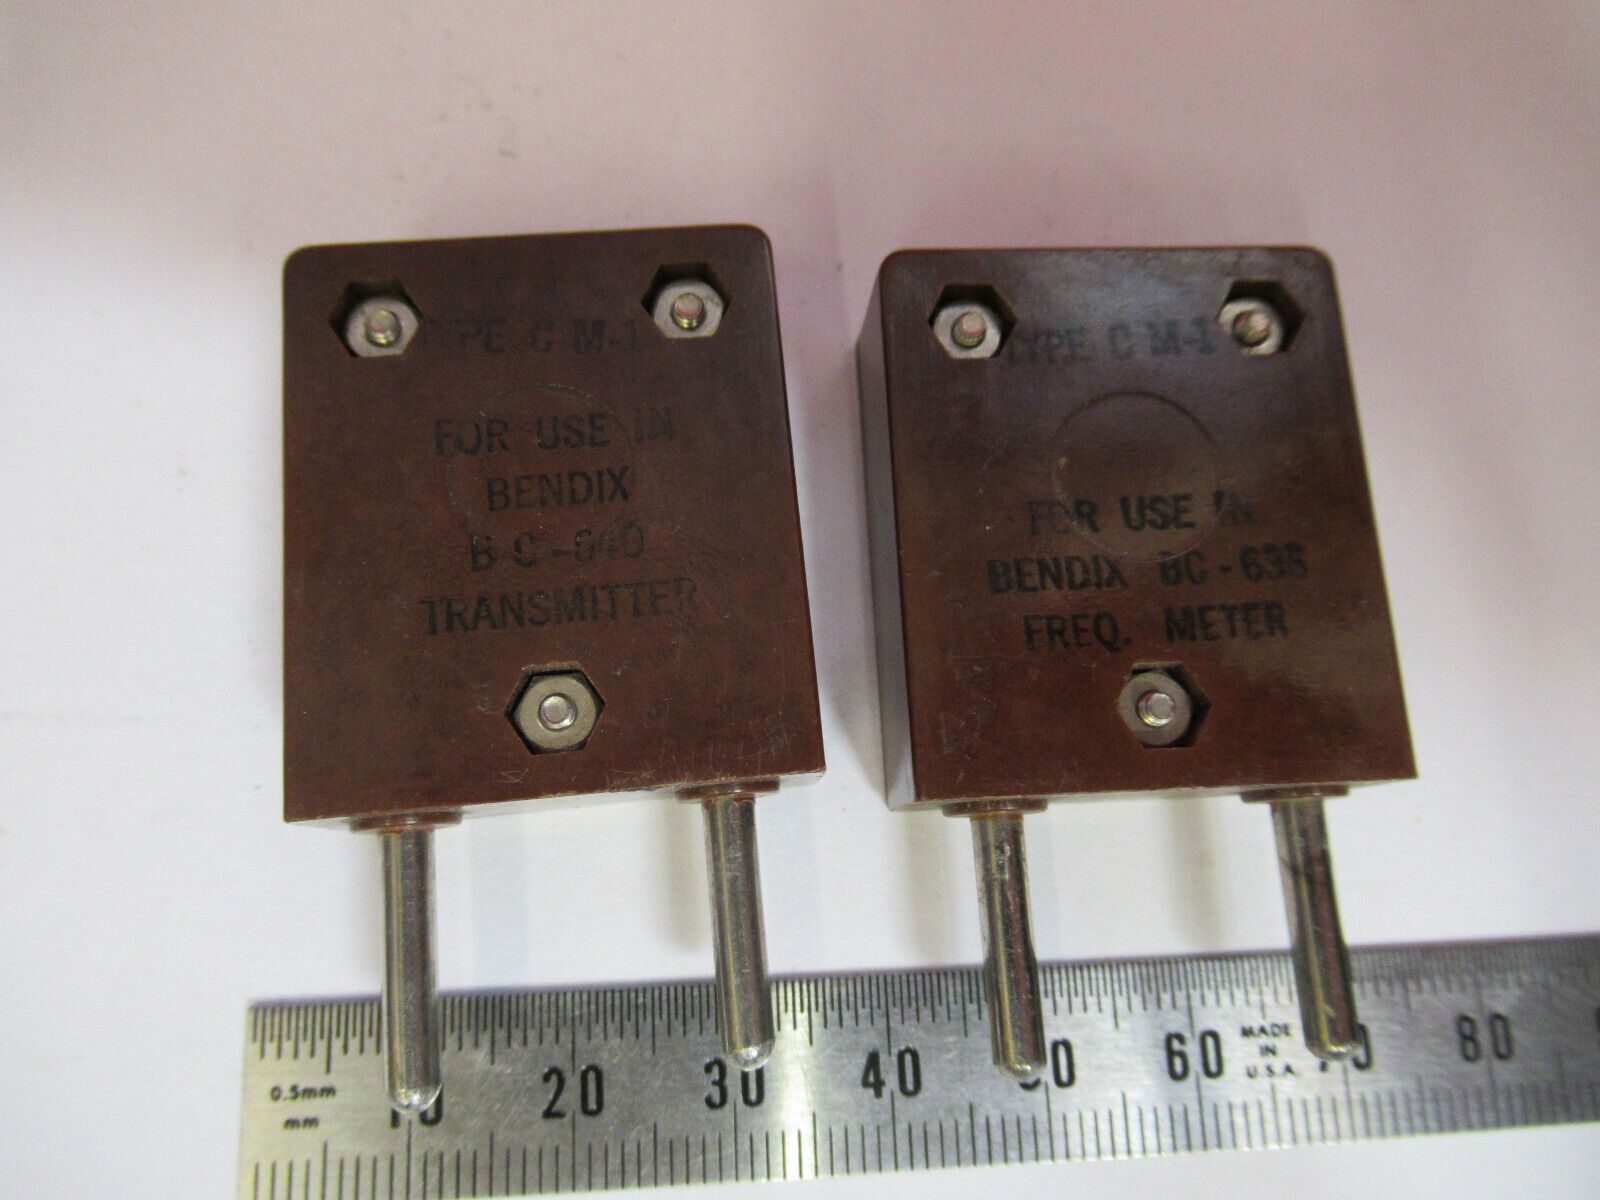 TYPE C M-1
FOR USE IN
BENDIX
B C -640
TRANSMITTER
TYPE C M-1
FOR USE IN
BENDIX BC-636
FREQ. METER
0.5mm
mm
10 20 30 40 50 60 MADE IN U.S.A. 70 80